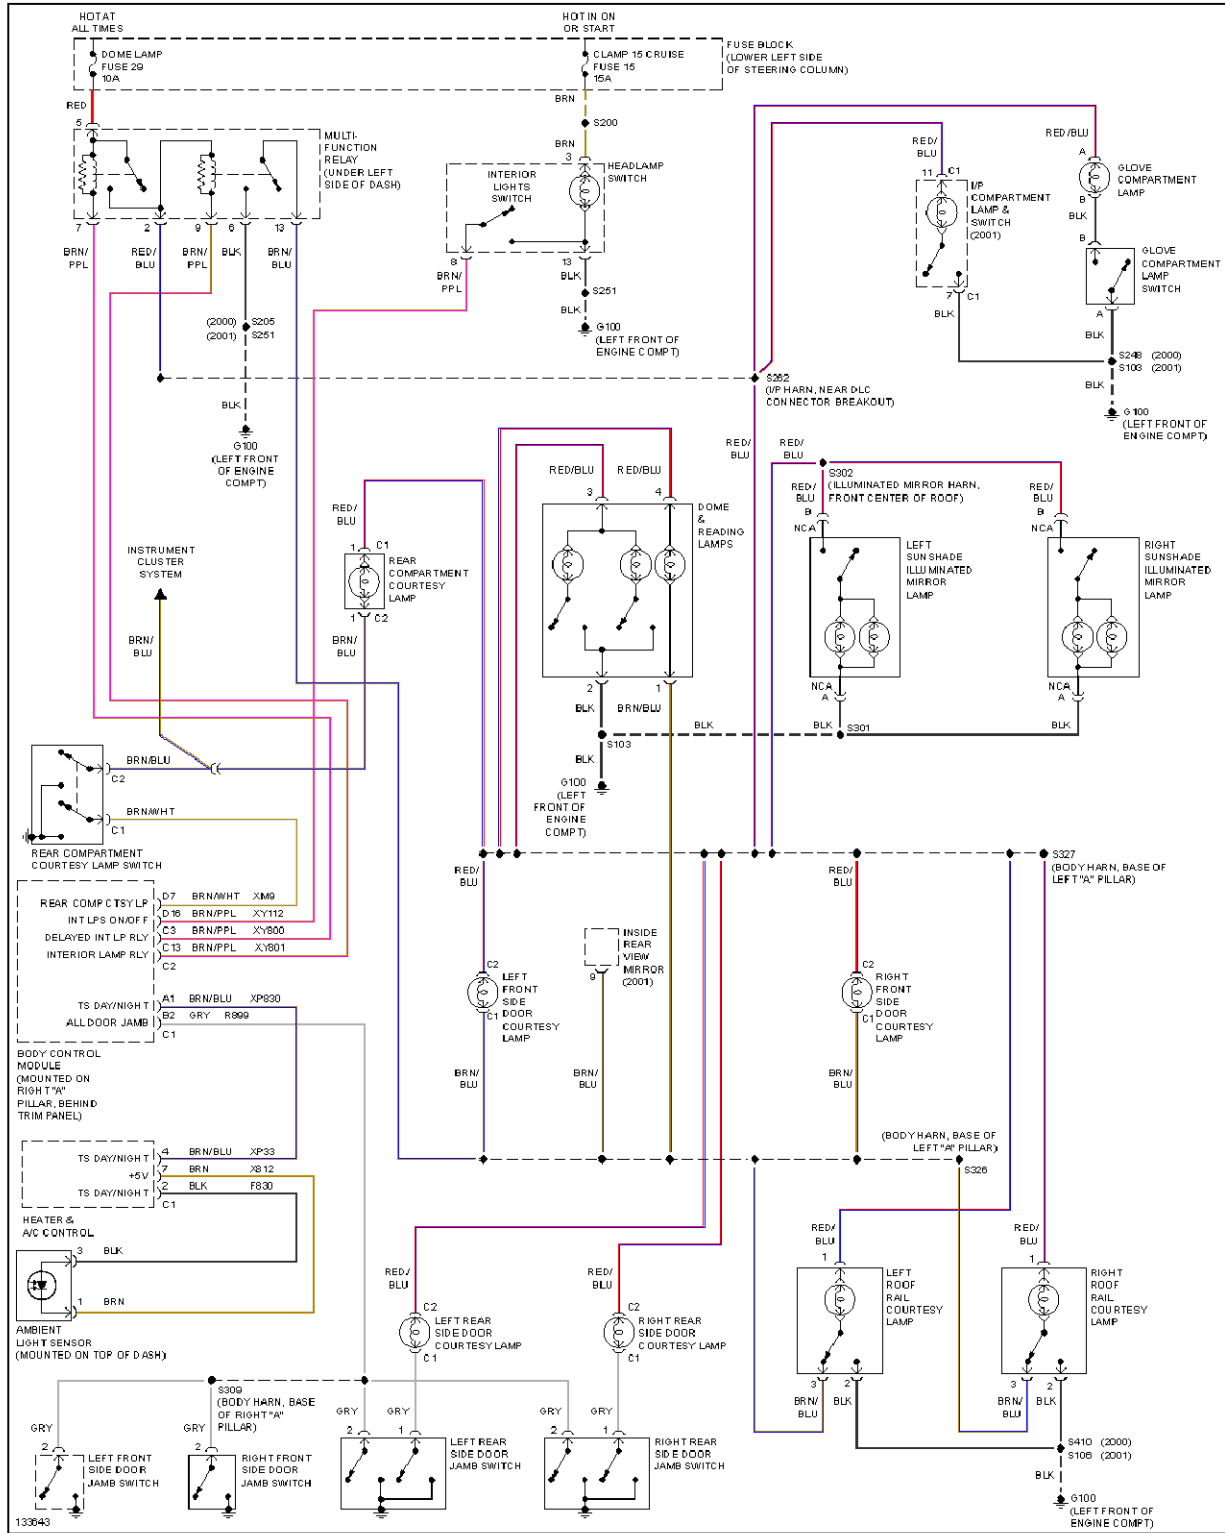 HOT AT
ALL TIMES
HOT IN ON
OR START
DOME LAMP
FUSE 29
10A
CLAMP 15 CRUISE
FUSE 15
15A
FUSE BLOCK
(LOWER LEFT SIDE
OF STEERING COLUMN)
RED
BRN
S200
BRN
5
3
MULTI-
FUNCTION
RELAY
(UNDER LEFT
SIDE OF DASH)
INTERIOR
LIGHTS
SWITCH
HEADLAMP
SWITCH
RED/
BLU
RED/BLU
A
GLOVE
COMPARTMENT
LAMP
B
BLK
B
11
C1
I/P
COMPARTMENT
LAMP &
SWITCH
(2001)
7
C1
BLK
GLOVE
COMPARTMENT
LAMP
SWITCH
A
BLK
7
2
9
6
13
BRN/
PPL
RED/
BLU
BRN/
PPL
BLK
BRN/
BLU
8
BRN/
PPL
13
BLK
S251
BLK
G100
(LEFT FRONT OF
ENGINE COMPT)
(2000)
S205
(2001)
S251
S248 (2000)
S103 (2001)
BLK
G100
(LEFT FRONT OF
ENGINE COMPT)
S262
(I/P HARN, NEAR DLC
CONNECTOR BREAKOUT)
BLK
G100
(LEFT FRONT
OF ENGINE
COMPT)
RED/
BLU
RED/
BLU
S302
(ILLUMINATED MIRROR HARN,
FRONT CENTER OF ROOF)
RED/BLU
RED/BLU
3
4
DOME
&
READING
LAMPS
RED/
BLU
B
NCA
RED/
BLU
B
NCA
LEFT
SUNSHADE
ILLUMINATED
MIRROR
LAMP
RIGHT
SUNSHADE
ILLUMINATED
MIRROR
LAMP
RED/
BLU
1
C1
REAR
COMPARTMENT
COURTESY
LAMP
1
C2
BRN/
BLU
INSTRUMENT
CLUSTER
SYSTEM
BRN/
BLU
2
1
BLK
BRN/BLU
S103
BLK
BLK
G100
(LEFT
FRONT OF
ENGINE
COMPT)
NCA
A
BLK
S301
NCA
A
BLK
BRN/BLU
C2
BRN/WHT
C1
REAR COMPARTMENT
COURTESY LAMP SWITCH
S327
(BODY HARN, BASE OF
LEFT "A" PILLAR)
RED/
BLU
RED/
BLU
REAR COMP CTSY LP
D7
BRN/WHT
XM9
INT LPS ON/OFF
D16
BRN/PPL
XY112
DELAYED INT LP RLY
C3
BRN/PPL
XY800
INTERIOR LAMP RLY
C13
BRN/PPL
XY801
C2
TS DAY/NIGHT
A1
BRN/BLU
XP830
ALL DOOR JAMB
B2
GRY
R899
C1
BODY CONTROL
MODULE
(MOUNTED ON
RIGHT "A"
PILLAR, BEHIND
TRIM PANEL)
INSIDE
REAR
VIEW
MIRROR
(2001)
9
C2
LEFT
FRONT
SIDE
DOOR
COURTESY
LAMP
C1
C2
RIGHT
FRONT
SIDE
DOOR
COURTESY
LAMP
C1
BRN/
BLU
BRN/
BLU
BRN/
BLU
(BODY HARN, BASE OF
LEFT "A" PILLAR)
S326
TS DAY/NIGHT
4
BRN/BLU
XP33
+5V
7
BRN
X812
TS DAY/NIGHT
2
BLK
F830
C1
HEATER &
A/C CONTROL
3
BLK
1
BRN
AMBIENT
LIGHT SENSOR
(MOUNTED ON TOP OF DASH)
RED/
BLU
RED/
BLU
C2
LEFT REAR
SIDE DOOR
COURTESY LAMP
C1
C2
RIGHT REAR
SIDE DOOR
COURTESY LAMP
C1
RED/
BLU
1
LEFT
ROOF
RAIL
COURTESY
LAMP
RED/
BLU
1
RIGHT
ROOF
RAIL
COURTESY
LAMP
3
2
BRN/
BLU
BLK
3
2
BRN/
BLU
BLK
S309
(BODY HARN, BASE
OF RIGHT "A"
PILLAR)
GRY
2
GRY
2
GRY
2
GRY
1
GRY
2
GRY
1
LEFT FRONT
SIDE DOOR
JAMB SWITCH
RIGHT FRONT
SIDE DOOR
JAMB SWITCH
LEFT REAR
SIDE DOOR
JAMB SWITCH
RIGHT REAR
SIDE DOOR
JAMB SWITCH
S410 (2000)
S106 (2001)
BLK
G100
(LEFT FRONT OF
ENGINE COMPT)
133643